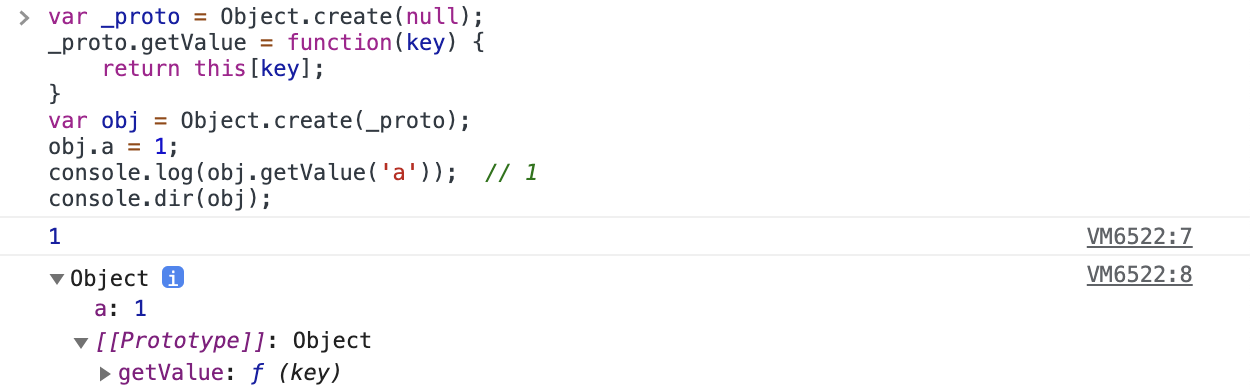 var _proto = Object.create(null);
_proto.getValue = function(key) {
    return this[key];
}
var obj = Object.create(_proto);
obj.a = 1;
console.log(obj.getValue('a'));  // 1
console.dir(obj);
1 VM6522:7
Object i VM6522:8
a: 1
[[Prototype]]: Object
getValue: ƒ (key)